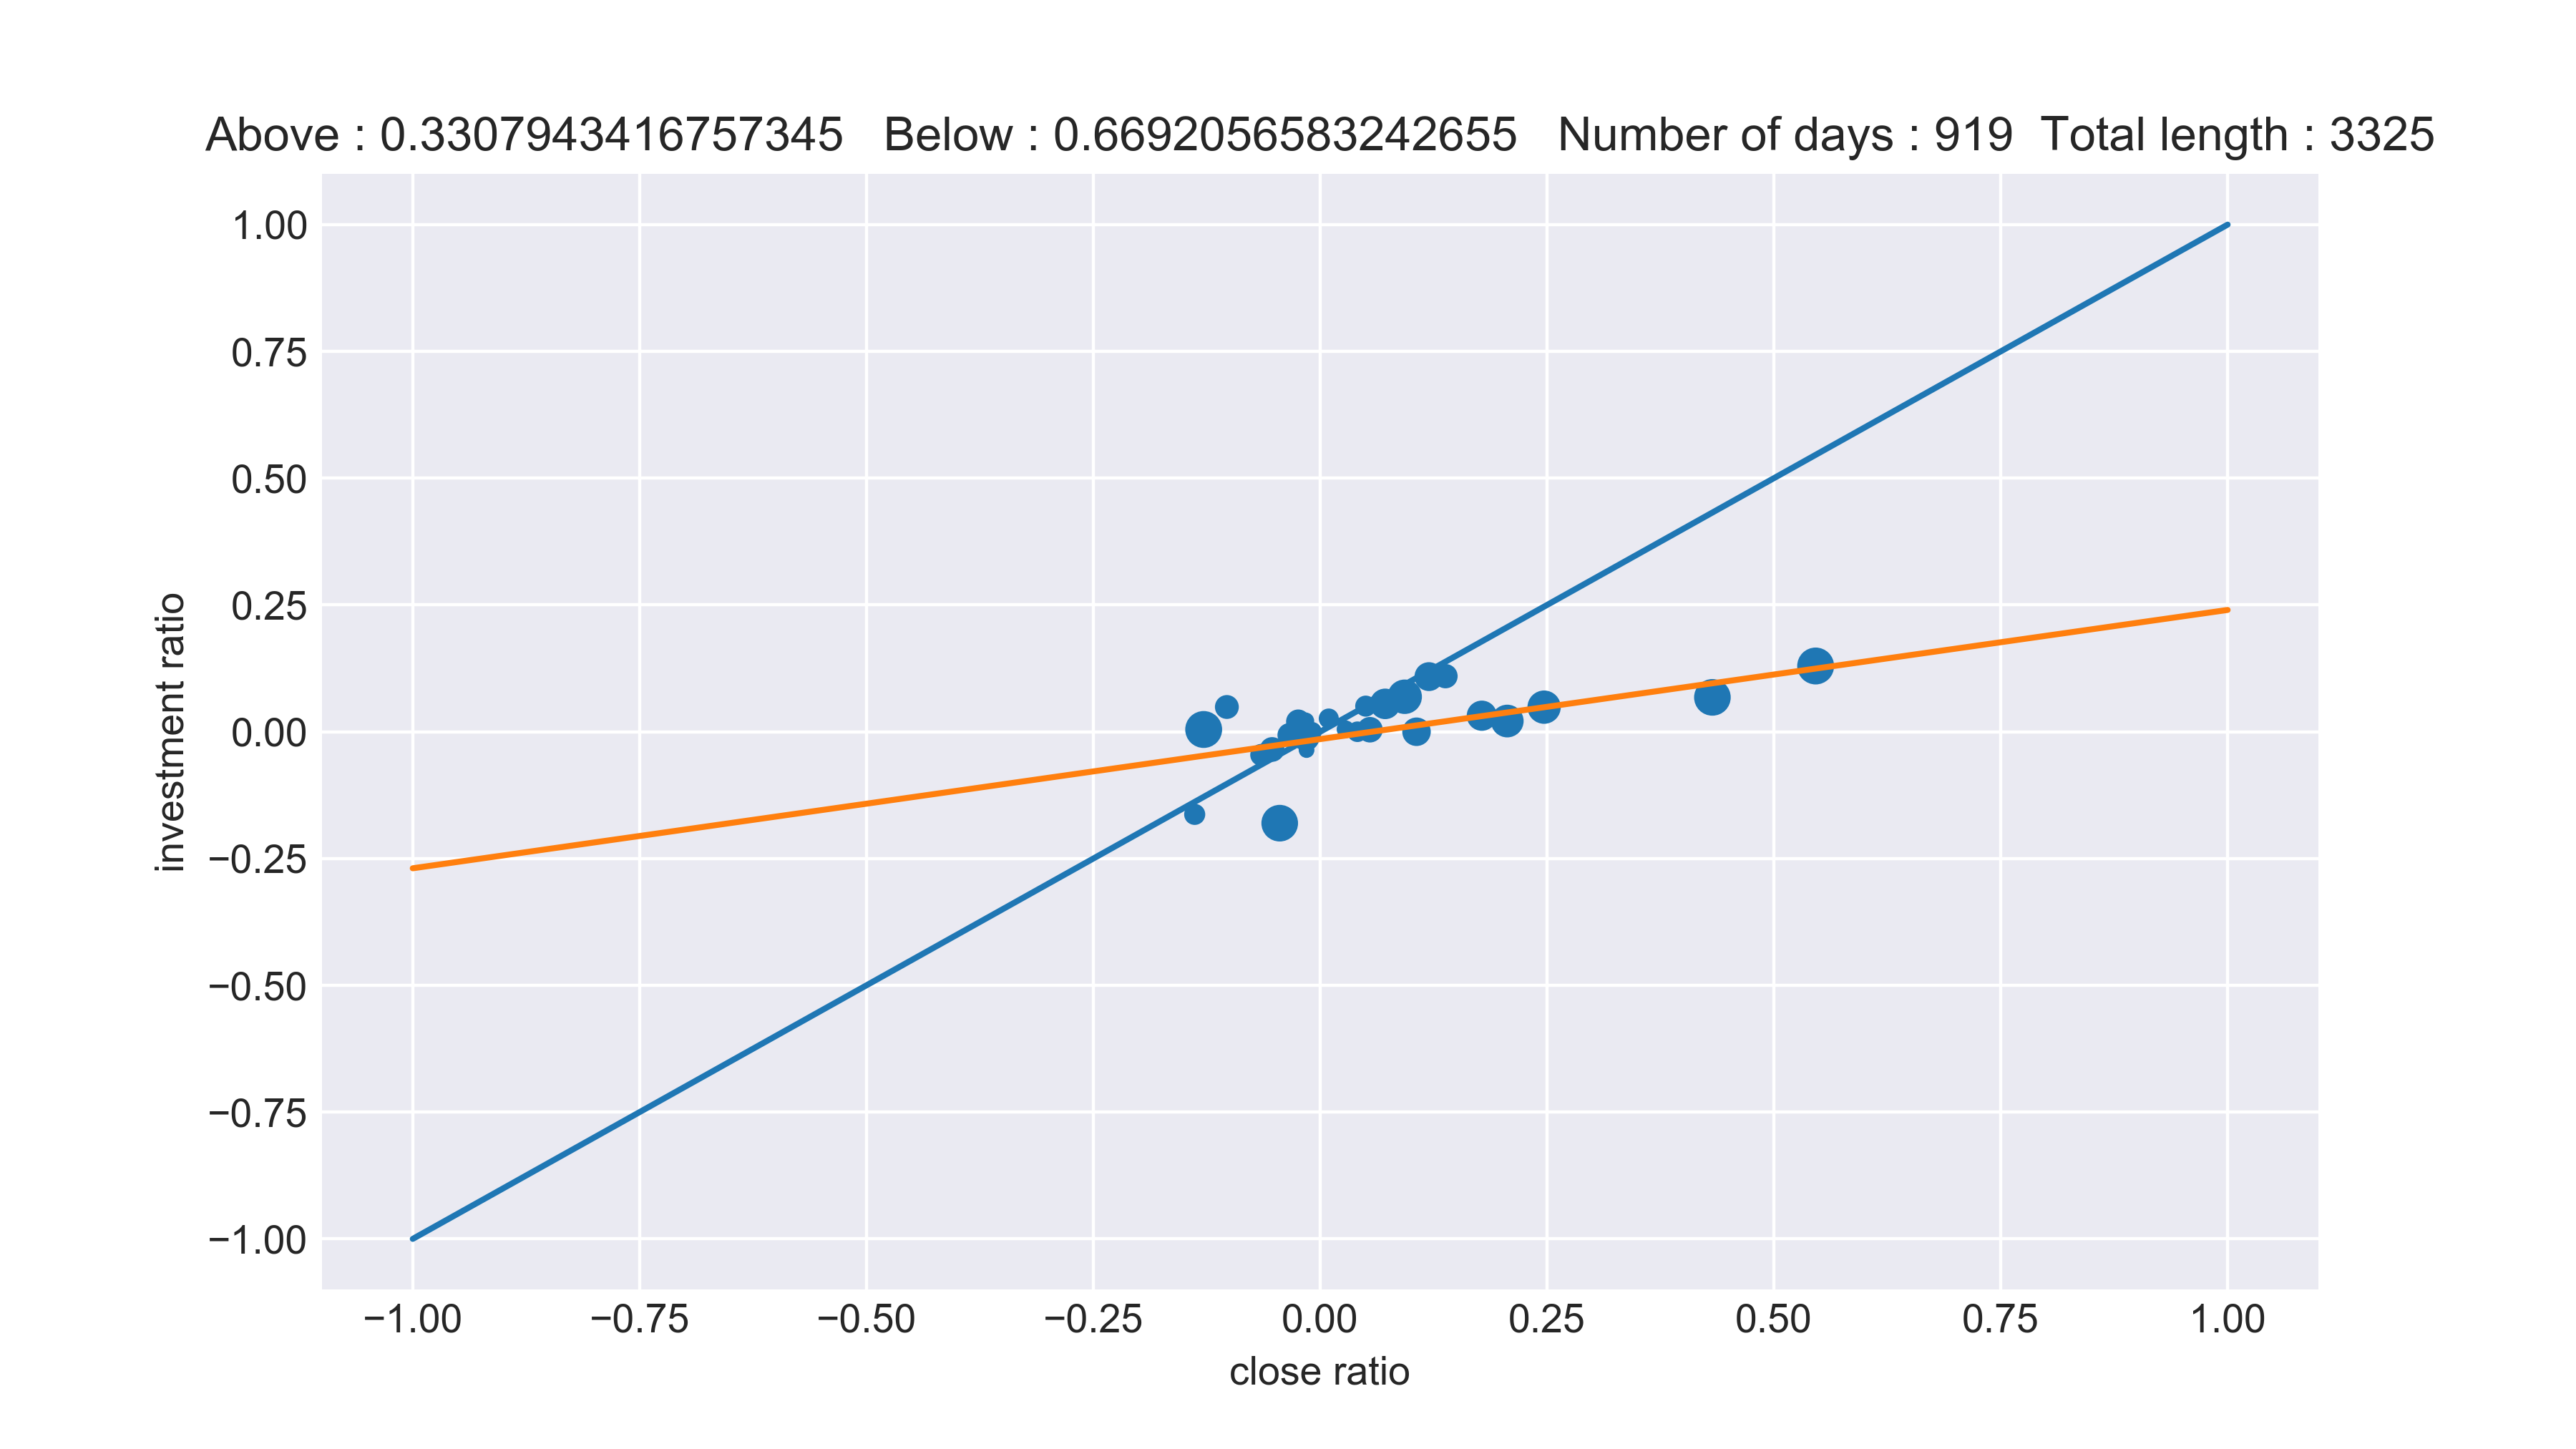 Above : 0.3307943416757345   Below : 0.6692056583242655   Number of days : 919  Total length : 3325
1.00
0.75
0.50
0.25
0.00
−0.25
−0.50
−0.75
−1.00
investment ratio
−1.00 −0.75 −0.50 −0.25 0.00 0.25 0.50 0.75 1.00
close ratio